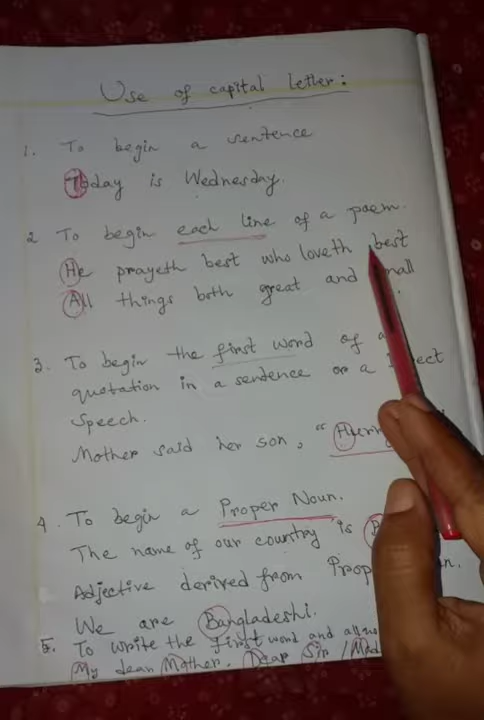 Use of capital letter:
1. To begin a sentence
Today is Wednesday.
2 To begin each line of a poem.
He prayeth best who loveth best
All things both great and small
3. To begin the first word of a
quotation in a sentence or a
Speech.
Mother said her son, "
4. To begin a Proper Noun.
The name of our country is
Adjective derived from
We are Bangladeshi.
5. To write the first word and
My dear Mother. Dear Sir /